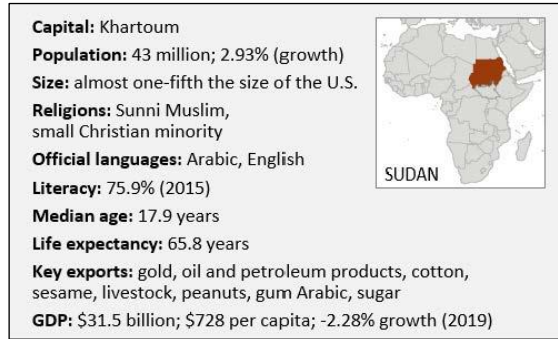 Capital: Khartoum
Population: 43 million; 2.93% (growth)
Size: almost one-fifth the size of the U.S.
Religions: Sunni Muslim,
small Christian minority
Official languages: Arabic, English
Literacy: 75.9% (2015)
Median age: 17.9 years
Life expectancy: 65.8 years
Key exports: gold, oil and petroleum products, cotton,
sesame, livestock, peanuts, gum Arabic, sugar
GDP: $31.5 billion; $728 per capita; -2.28% growth (2019)
SUDAN